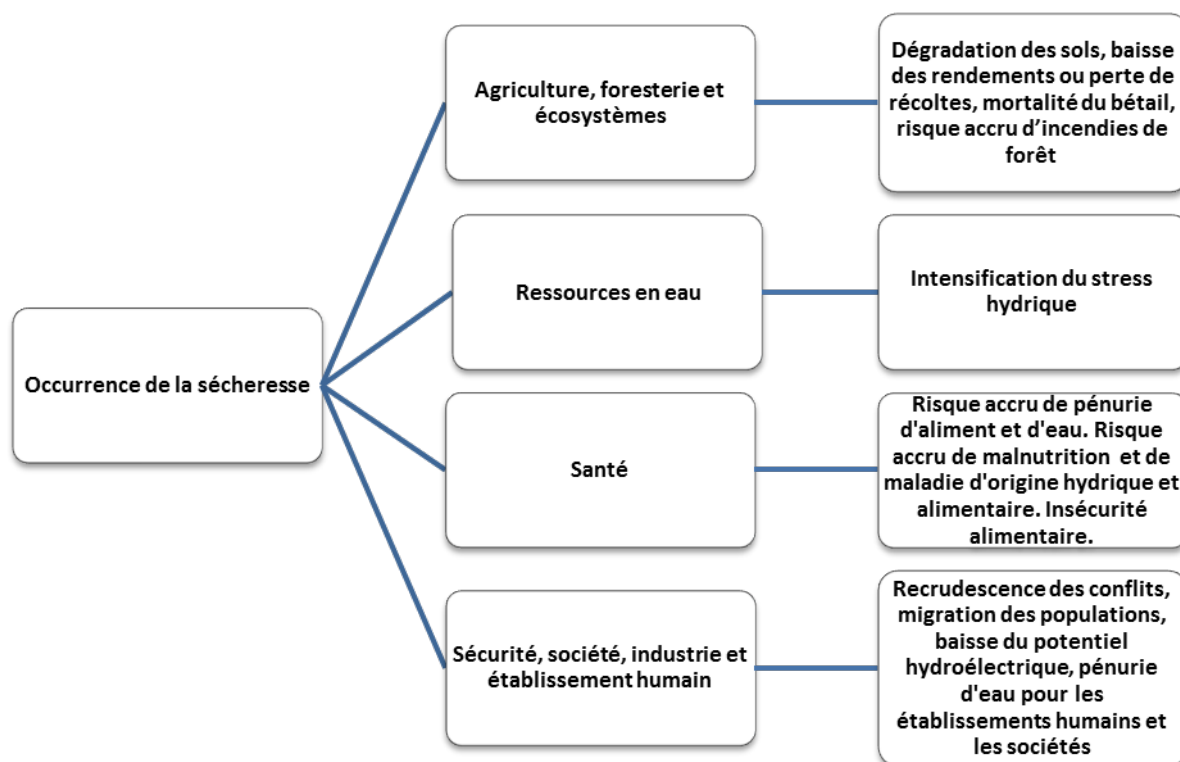 Occurrence de la sécheresse
Agriculture, foresterie et
écosystèmes
Dégradation des sols, baisse
des rendements ou perte de
récoltes, mortalité du bétail,
risque accru d’incendies de
forêt
Ressources en eau
Intensification du stress
hydrique
Santé
Risque accru de pénurie
d'aliment et d'eau. Risque
accru de malnutrition et de
maladie d'origine hydrique et
alimentaire. Insécurité
alimentaire.
Sécurité, société, industrie et
établissement humain
Recrudescence des conflits,
migration des populations,
baisse du potentiel
hydroélectrique, pénurie
d'eau pour les
établissements humains et
les sociétés